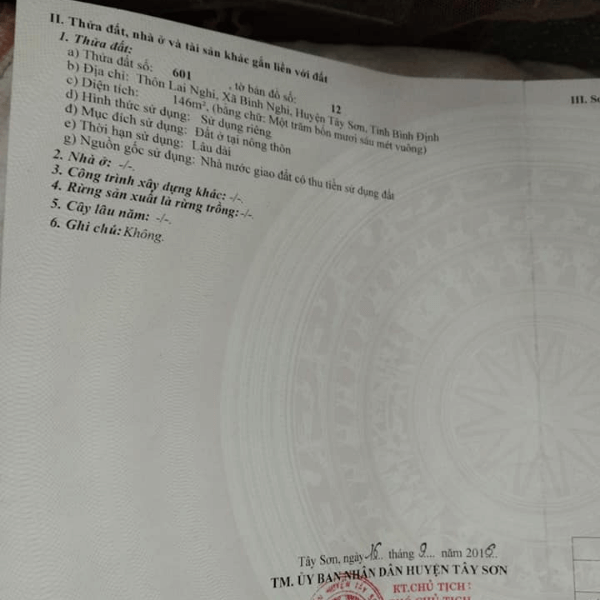 II. Thửa đất, nhà ở và tài sản khác gắn liền với đất
1. Thửa đất:
a) Thửa đất số: 601 , tờ bản đồ số: 12
b) Địa chỉ: Thôn Lai Nghi, Xã Bình Nghi, Huyện Tây Sơn, Tỉnh Bình Định
c) Diện tích: 146m², (bằng chữ: Một trăm bốn mươi sáu mét vuông)
d) Hình thức sử dụng: Sử dụng riêng
đ) Mục đích sử dụng: Đất ở tại nông thôn
e) Thời hạn sử dụng: Lâu dài
g) Nguồn gốc sử dụng: Nhà nước giao đất có thu tiền sử dụng đất
2. Nhà ở: -/-.
3. Công trình xây dựng khác: -/-.
4. Rừng sản xuất là rừng trồng: -/-.
5. Cây lâu năm: -/-.
6. Ghi chú: Không.
III. S
Tây Sơn, ngày 16.. tháng 9... năm 201
TM. ỦY BAN NHÂN DÂN HUYỆN TÂY SƠN
KT.CHỦ TỊCH
CHỦ TỊCH